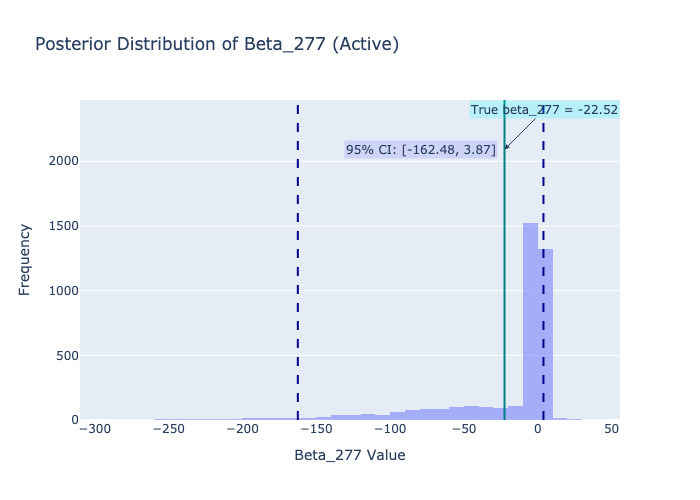 Posterior Distribution of Beta_277 (Active)
True beta_277 = -22.52
95% CI: [-162.48, 3.87]
2000
1500
1000
500
0
Frequency
−300
−250
−200
−150
−100
−50
0
50
Beta_277 Value